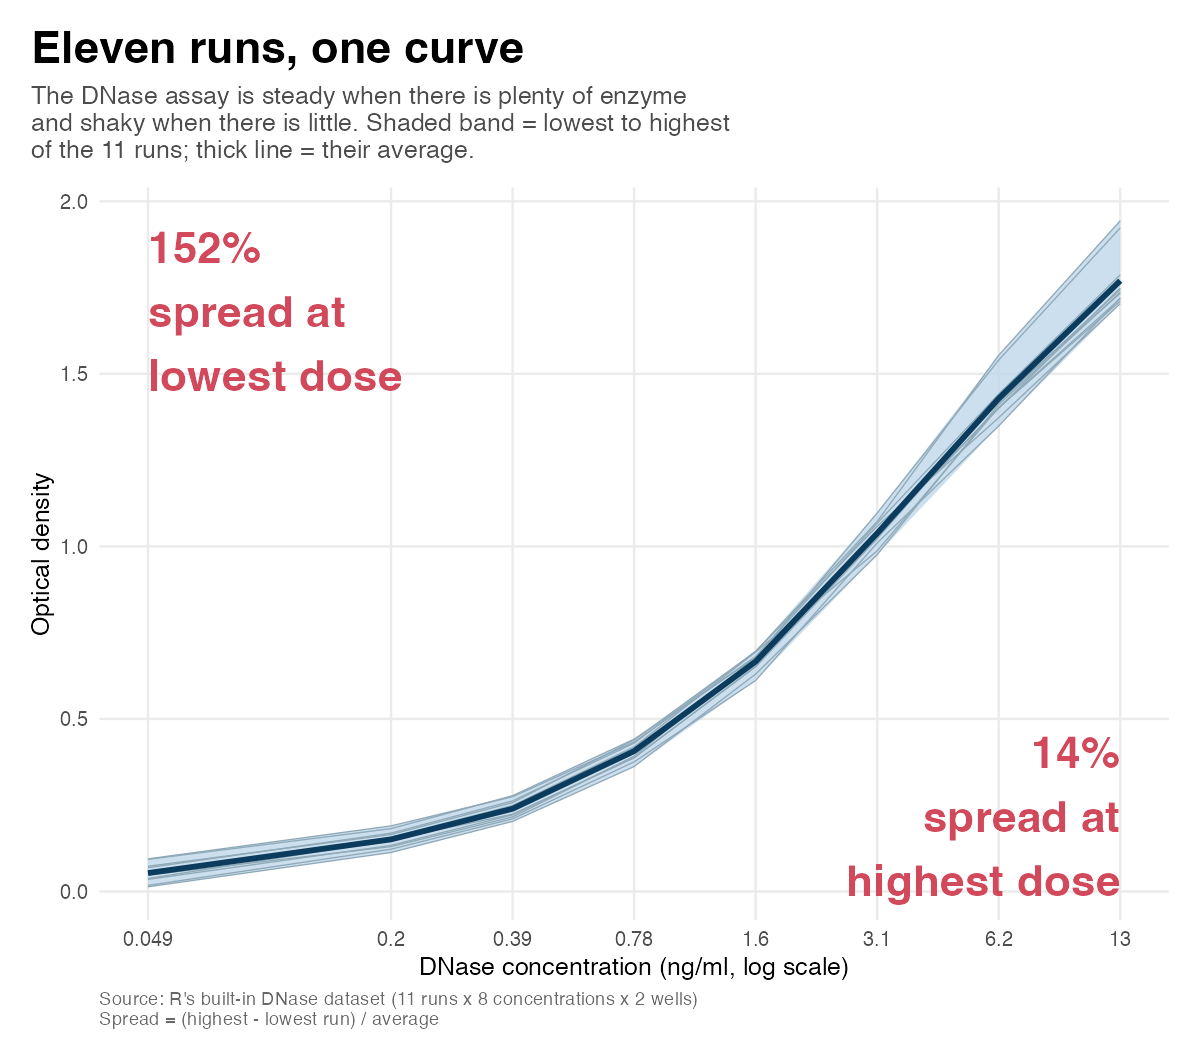 Eleven runs, one curve
The DNase assay is steady when there is plenty of enzyme
and shaky when there is little. Shaded band = lowest to highest
of the 11 runs; thick line = their average.
2.0
1.5
1.0
0.5
0.0
Optical density
152%
spread at
lowest dose
14%
spread at
highest dose
0.049
0.2
0.39
0.78
1.6
3.1
6.2
13
DNase concentration (ng/ml, log scale)
Source: R's built-in DNase dataset (11 runs x 8 concentrations x 2 wells)
Spread = (highest - lowest run) / average